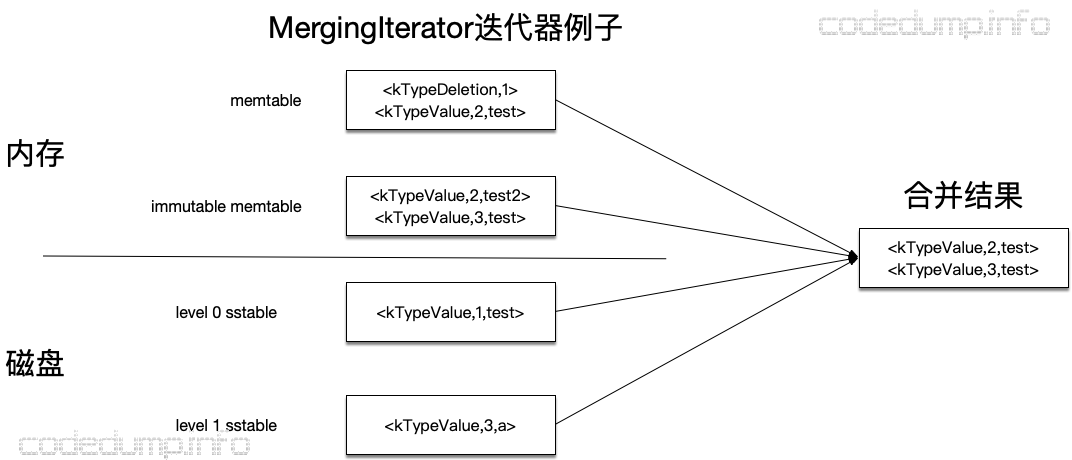 MergingIterator迭代器例子
codedump.info
memtable
<kTypeDeletion,1>
<kTypeValue,2,test>
内存
immutable memtable
<kTypeValue,2,test2>
<kTypeValue,3,test>
合并结果
<kTypeValue,2,test>
<kTypeValue,3,test>
level 0 sstable
<kTypeValue,1,test>
磁盘
level 1 sstable
<kTypeValue,3,a>
codedump.info